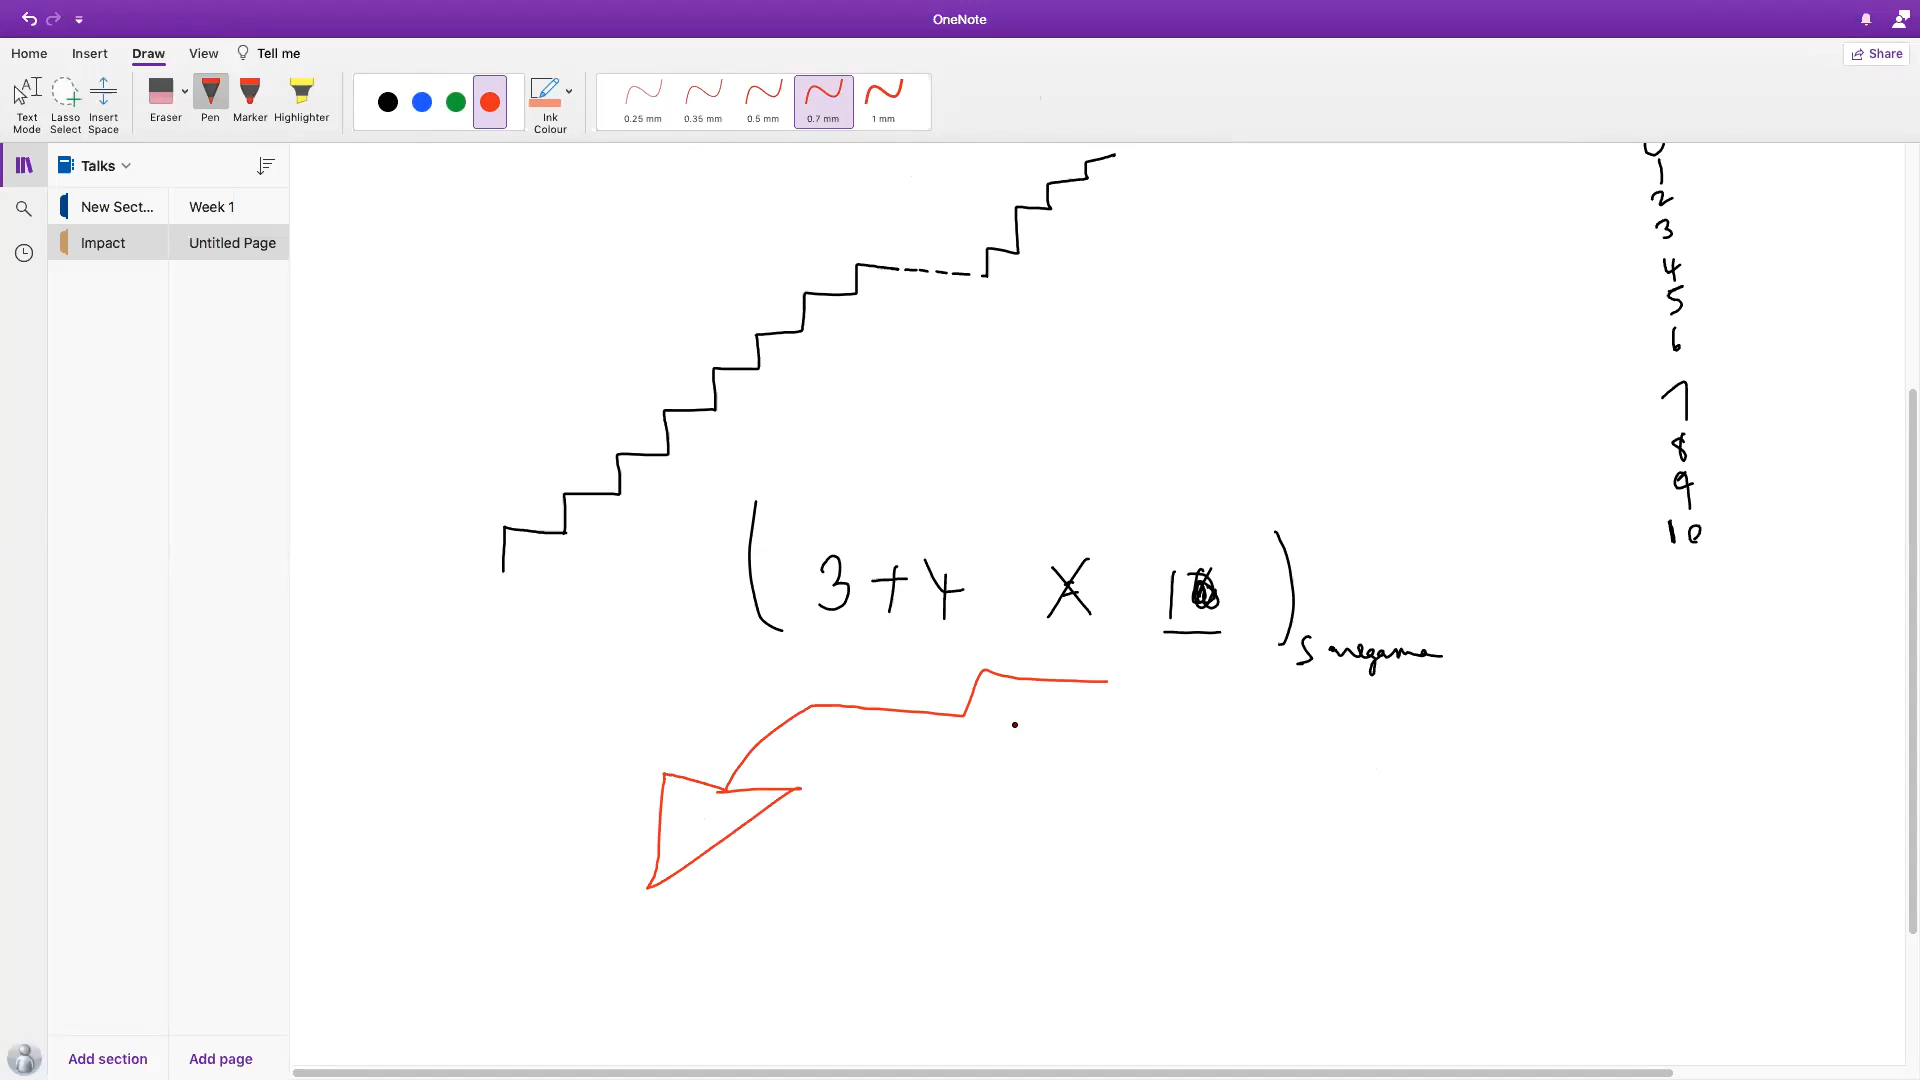 OneNote
Home Insert Draw View Tell me
Share
Text Mode
Lasso Select
Insert Space
Eraser
Pen
Marker
Highlighter
Ink Colour
0.25 mm
0.35 mm
0.5 mm
0.7 mm
1 mm
Talks
New Sect...
Impact
Week 1
Untitled Page
0
1
2
3
4
5
6
7
8
9
10
( 3 + 4 X 1 )
S
Add section
Add page